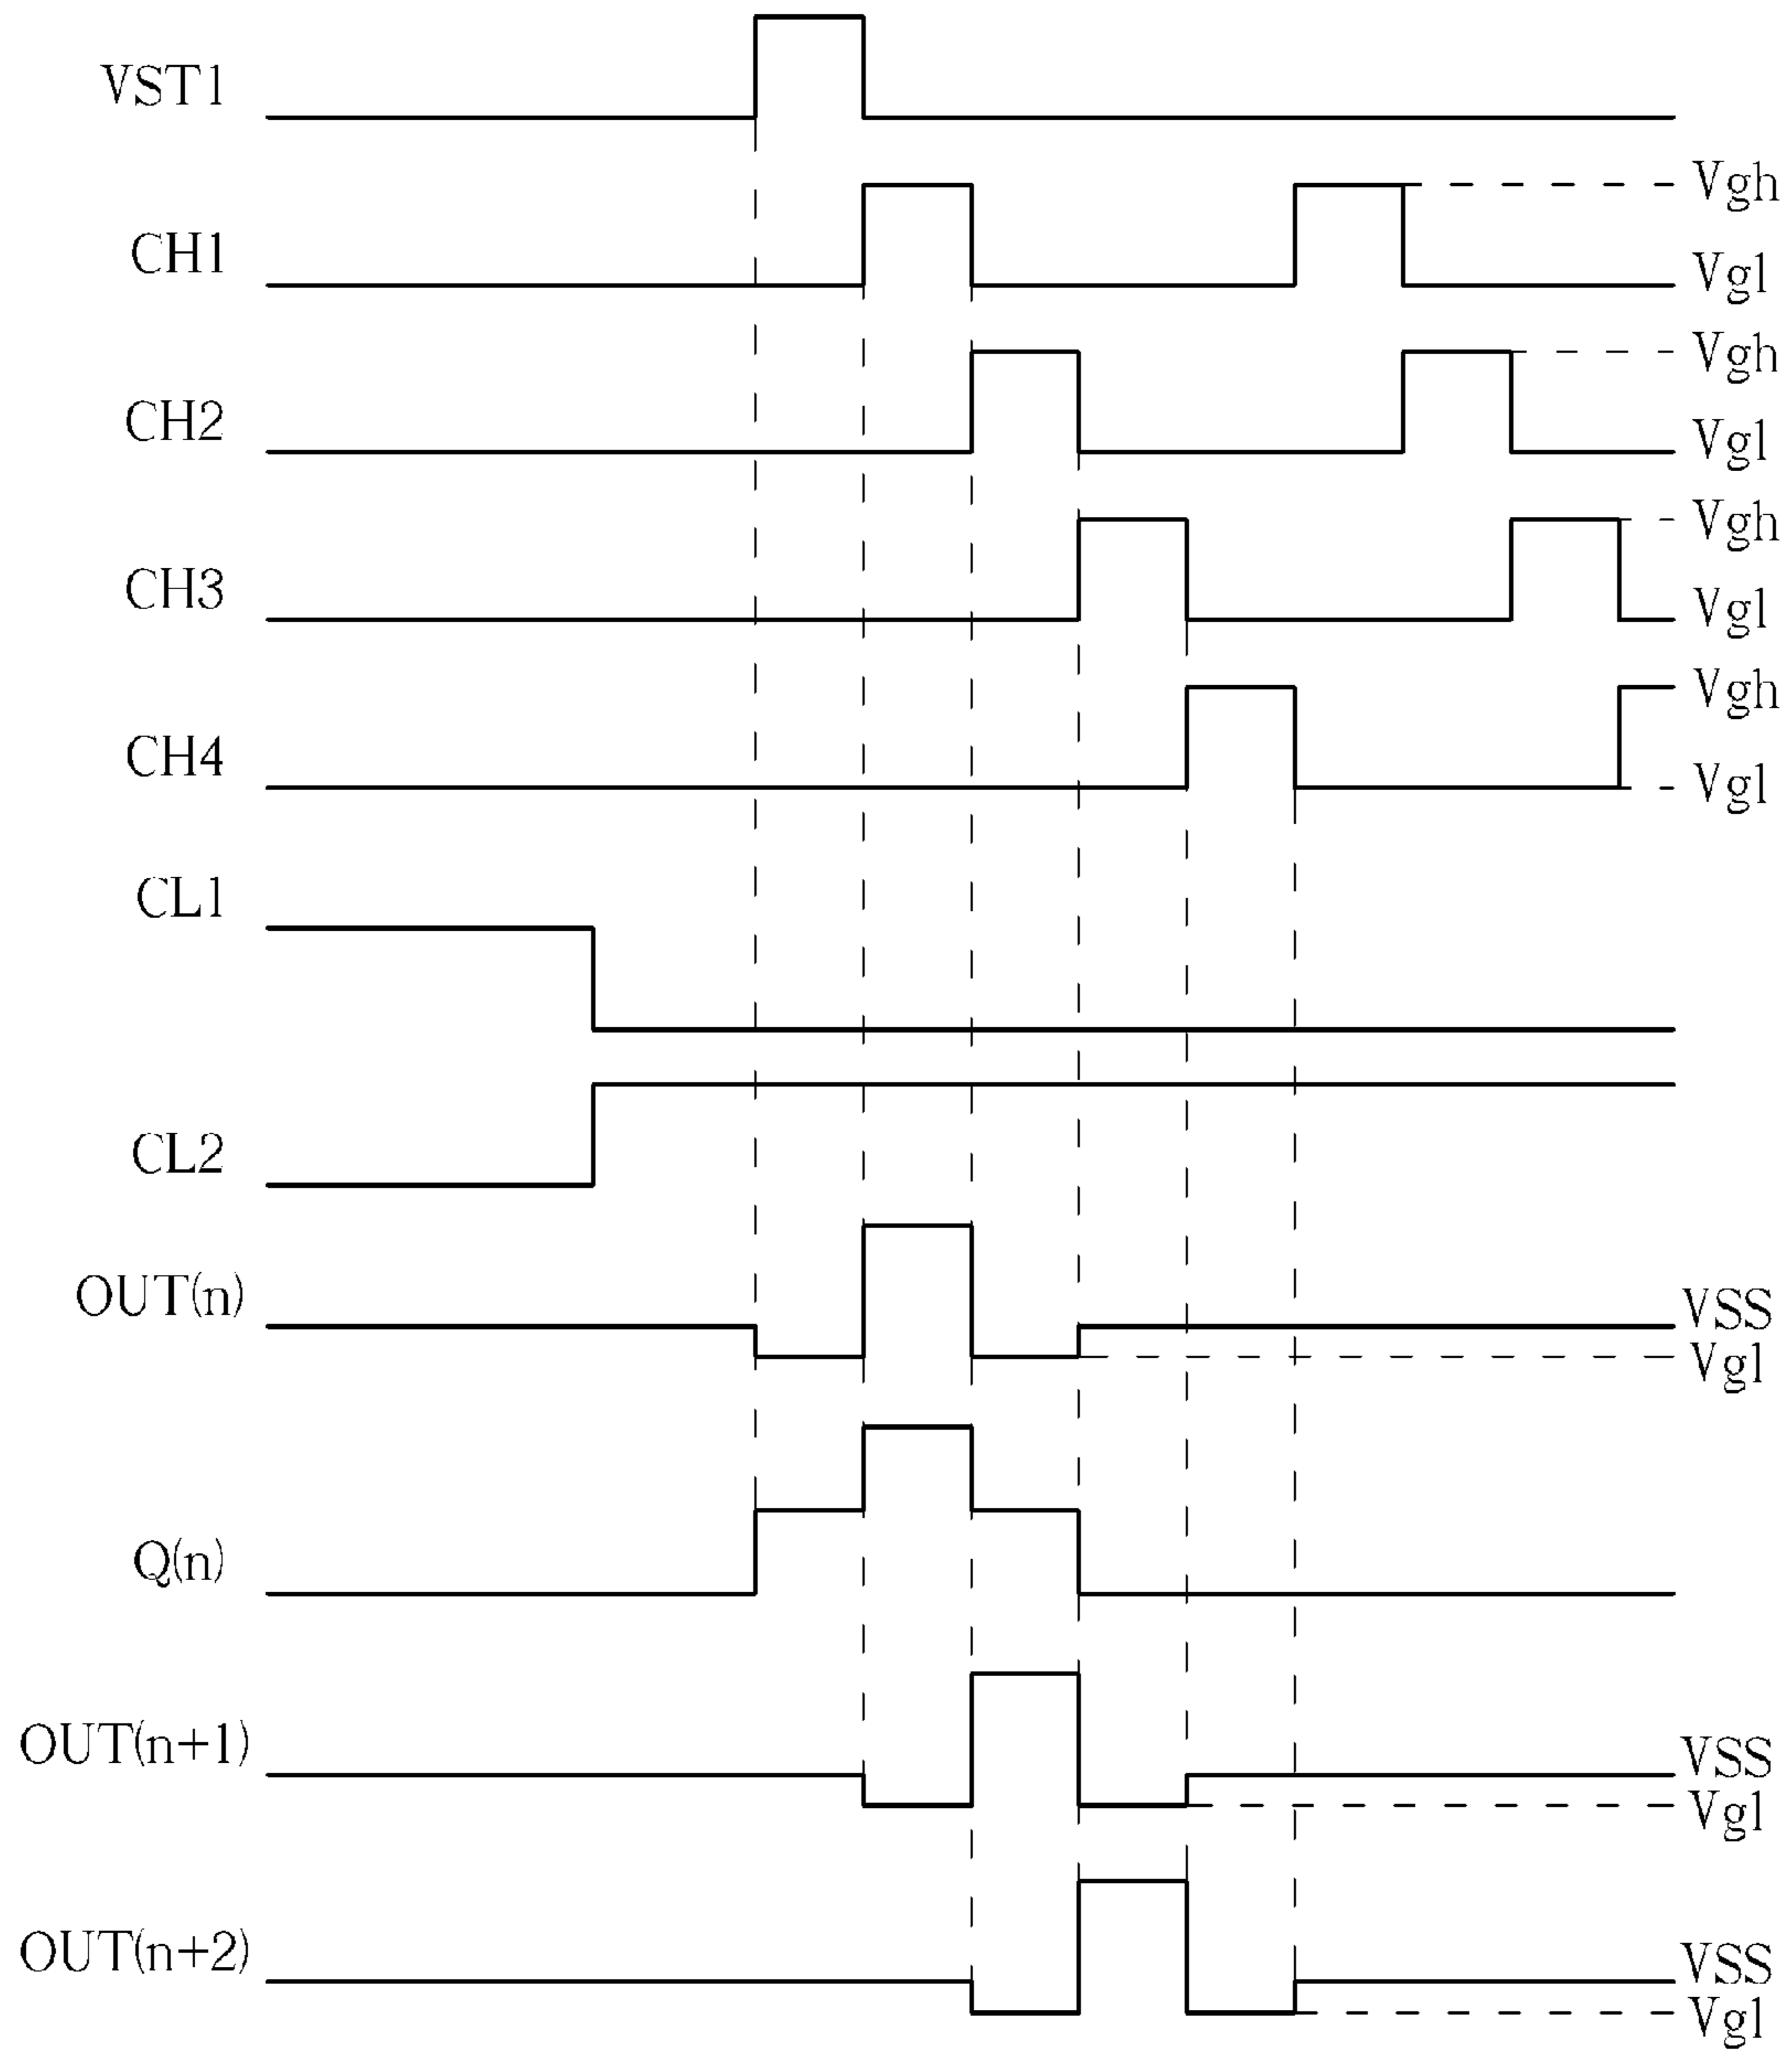 VST1
Vgh
CH1
Vgl
Vgh
CH2
Vgl
Vgh
CH3
Vgl
Vgh
CH4
Vgl
CL1
CL2
OUT(n)
VSS
Vgl
Q(n)
OUT(n+1)
VSS
Vgl
OUT(n+2)
VSS
Vgl